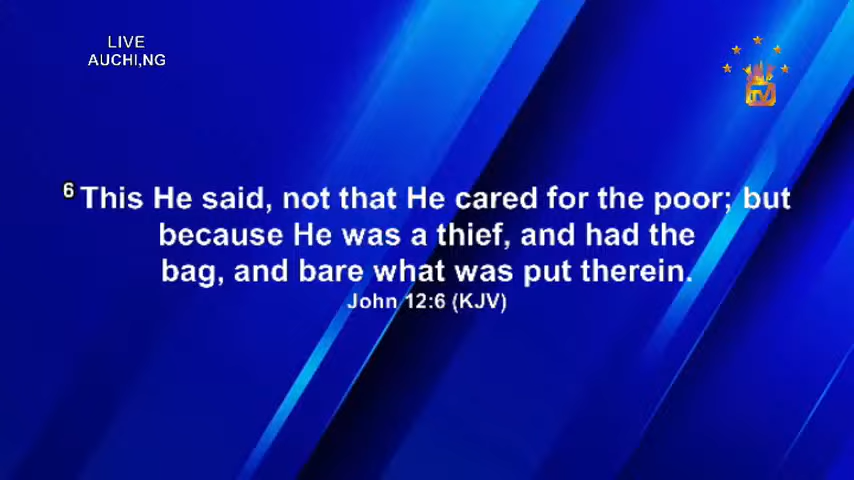 LIVE
AUCHI,NG
TV
6 This He said, not that He cared for the poor; but
because He was a thief, and had the
bag, and bare what was put therein.
John 12:6 (KJV)